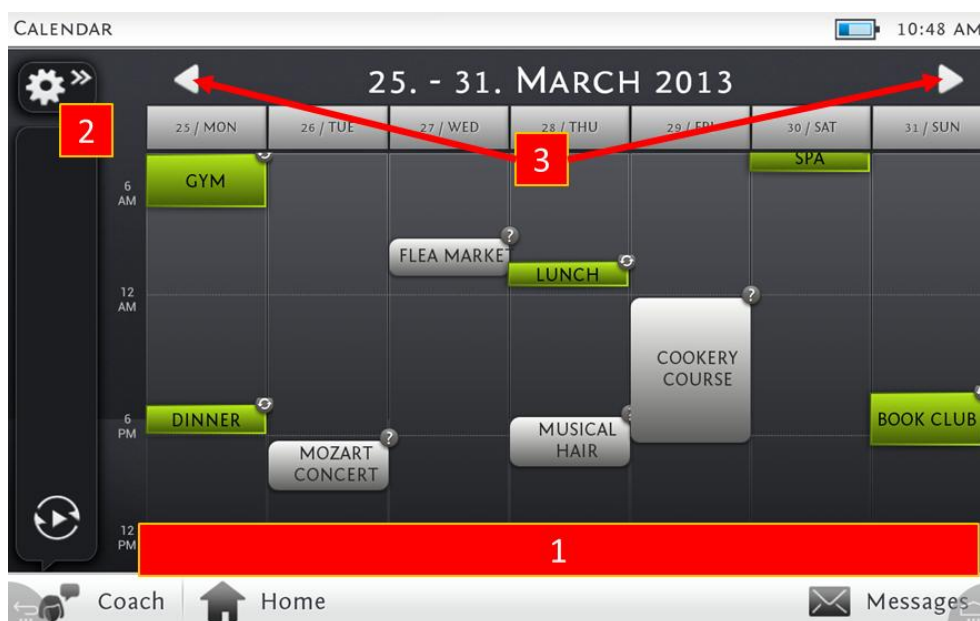 CALENDAR
10:48 AM
25. - 31. MARCH 2013
2
25 / MON
26 / TUE
27 / WED
28 / THU
29 / FRI
30 / SAT
31 / SUN
3
SPA
6
AM
GYM
FLEA MARKET
LUNCH
12
AM
COOKERY
COURSE
6
PM
DINNER
MOZART
CONCERT
MUSICAL
HAIR
BOOK CLUB
12
PM
1
Coach
Home
Messages